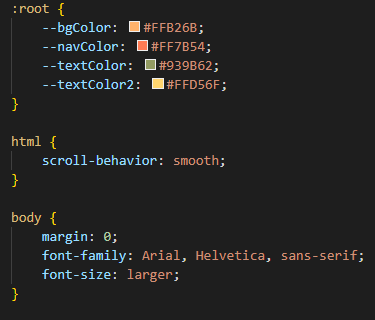 :root {
    --bgColor: #FFB26B;
    --navColor: #FF7B54;
    --textColor: #939B62;
    --textColor2: #FFD56F;
}

html {
    scroll-behavior: smooth;
}

body {
    margin: 0;
    font-family: Arial, Helvetica, sans-serif;
    font-size: larger;
}